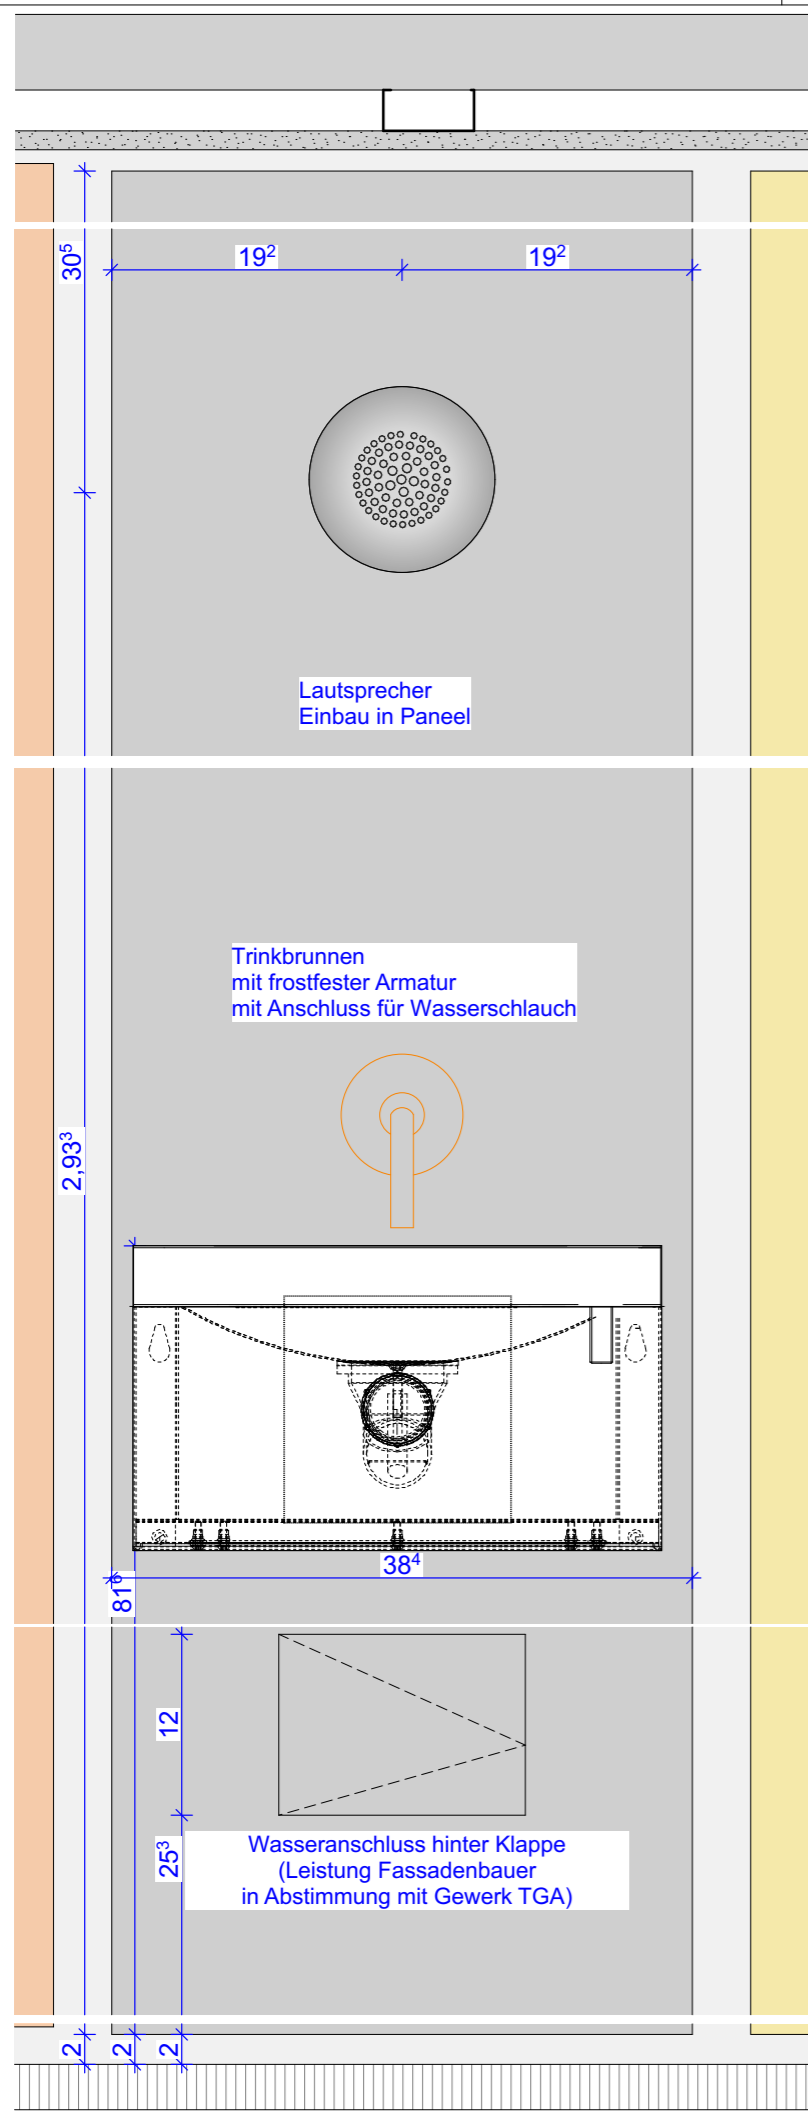 30⁵
19²
19²
Lautsprecher
Einbau in Paneel
Trinkbrunnen
mit frostfester Armatur
mit Anschluss für Wasserschlauch
2,93³
38⁴
81⁶
12
25³
Wasseranschluss hinter Klappe
(Leistung Fassadenbauer
in Abstimmung mit Gewerk TGA)
2
2
2